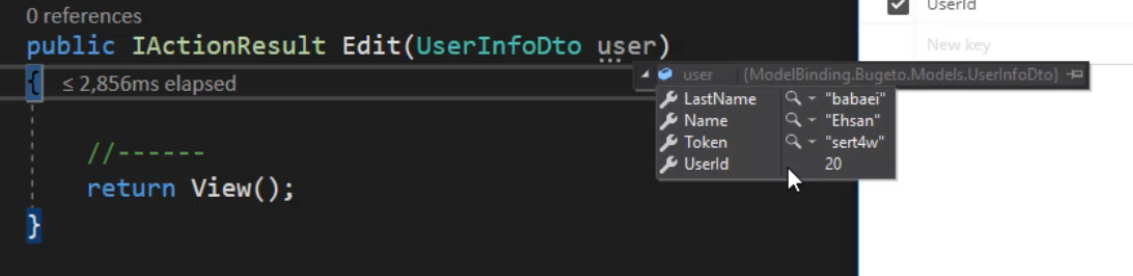 0 references
public IActionResult Edit(UserInfoDto user)
{ ≤ 2,856ms elapsed
//------
return View();
}
user {ModelBinding.Bugeto.Models.UserInfoDto}
LastName "babaei"
Name "Ehsan"
Token "sert4w"
UserId 20
UserId
New key